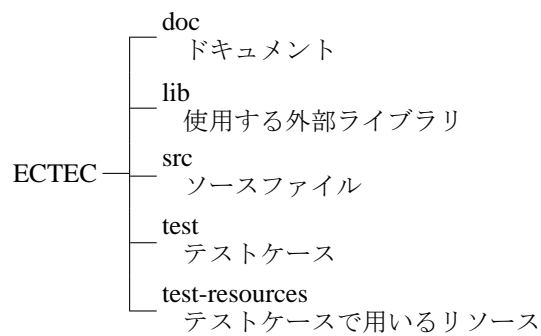 doc
ドキュメント
lib
使用する外部ライブラリ
ECTEC
src
ソースファイル
test
テストケース
test-resources
テストケースで用いるリソース